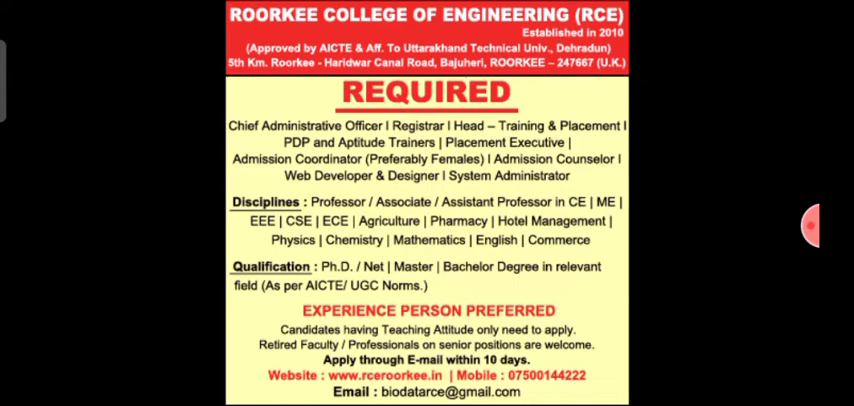 ROORKEE COLLEGE OF ENGINEERING (RCE)
Established in 2010
(Approved by AICTE & Aff. To Uttarakhand Technical Univ., Dehradun)
5th Km. Roorkee - Haridwar Canal Road, Bajuheri, ROORKEE – 247667 (U.K.)
REQUIRED
Chief Administrative Officer I Registrar I Head – Training & Placement I
PDP and Aptitude Trainers | Placement Executive |
Admission Coordinator (Preferably Females) I Admission Counselor I
Web Developer & Designer I System Administrator
Disciplines : Professor / Associate / Assistant Professor in CE | ME |
EEE | CSE | ECE | Agriculture | Pharmacy | Hotel Management |
Physics | Chemistry | Mathematics | English | Commerce
Qualification : Ph.D. / Net | Master | Bachelor Degree in relevant
field (As per AICTE/ UGC Norms.)
EXPERIENCE PERSON PREFERRED
Candidates having Teaching Attitude only need to apply.
Retired Faculty / Professionals on senior positions are welcome.
Apply through E-mail within 10 days.
Website : www.rceroorkee.in | Mobile : 07500144222
Email : biodatarce@gmail.com